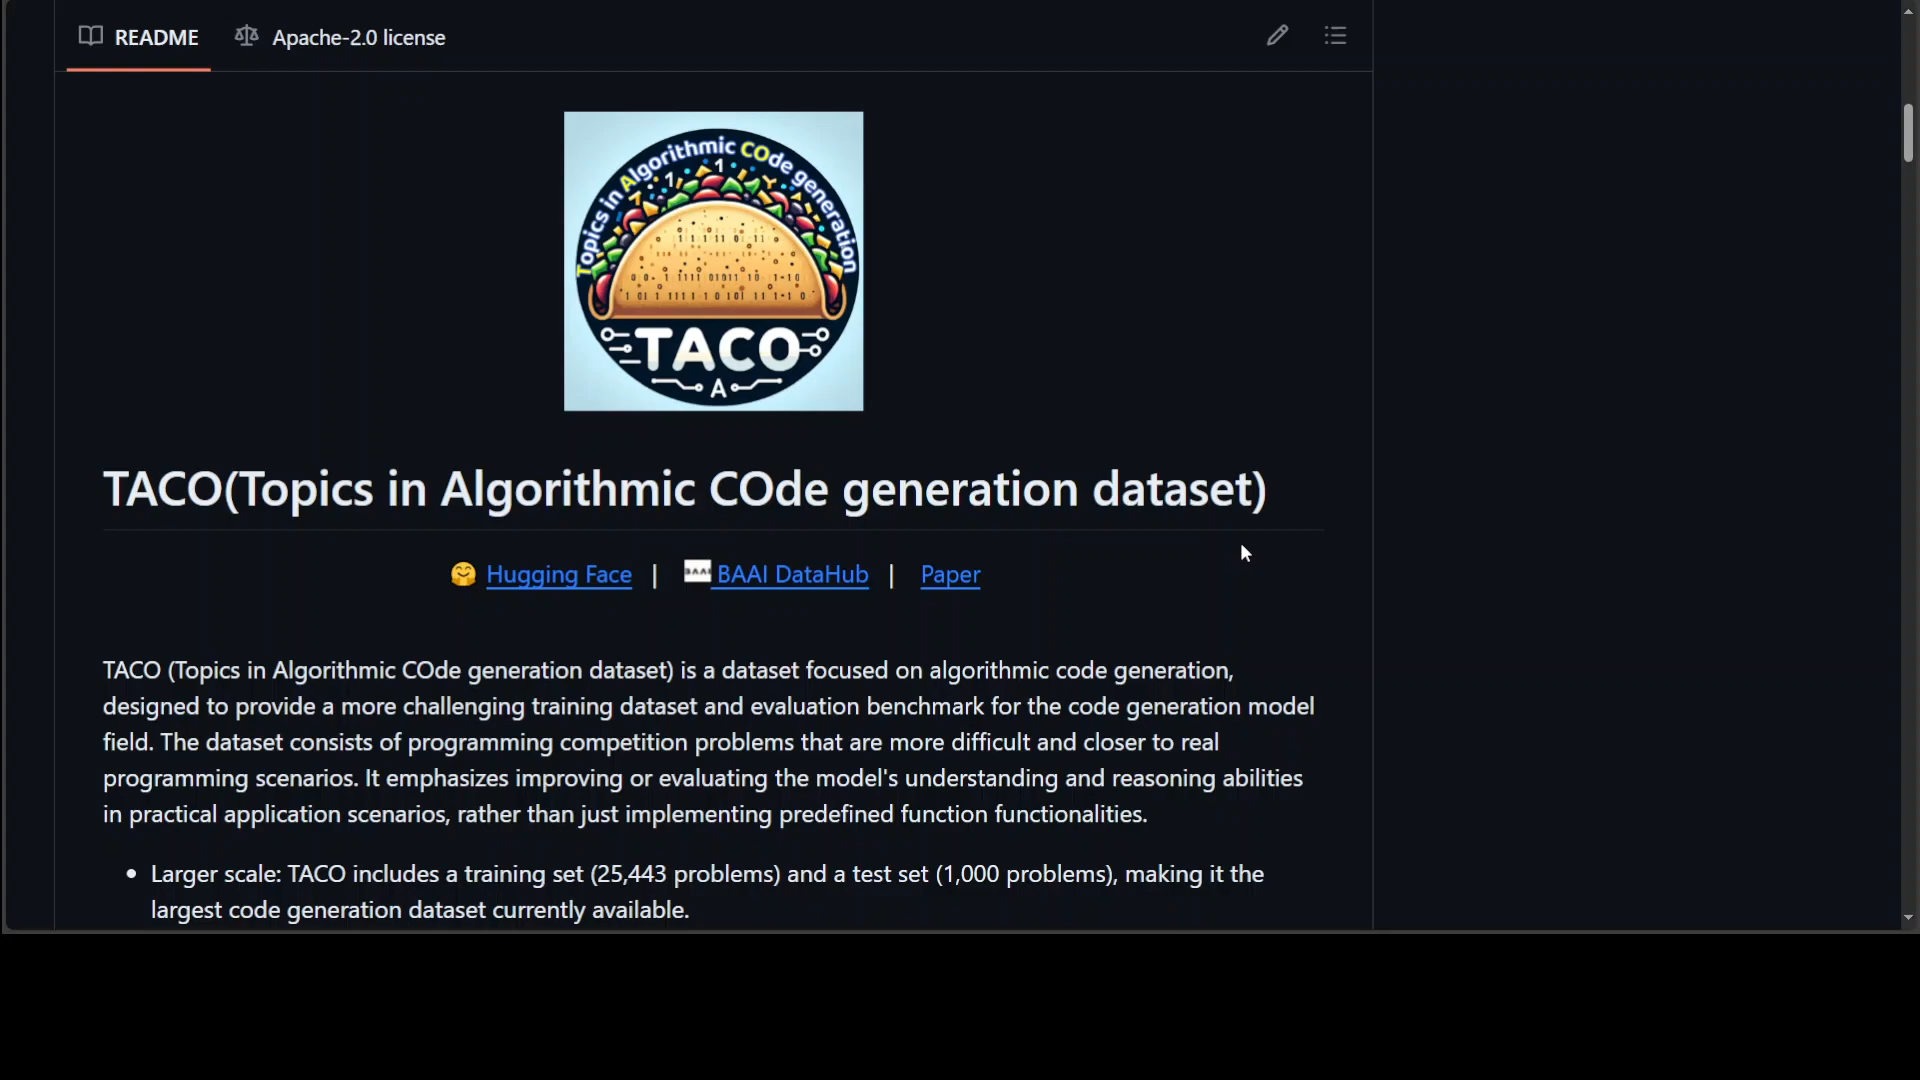 README
Apache-2.0 license
Topics in Algorithmic COde generation
TACO
A
TACO(Topics in Algorithmic COde generation dataset)
🤗 Hugging Face | BAAI BAAI DataHub | Paper
TACO (Topics in Algorithmic COde generation dataset) is a dataset focused on algorithmic code generation,
designed to provide a more challenging training dataset and evaluation benchmark for the code generation model
field. The dataset consists of programming competition problems that are more difficult and closer to real
programming scenarios. It emphasizes improving or evaluating the model's understanding and reasoning abilities
in practical application scenarios, rather than just implementing predefined function functionalities.
• Larger scale: TACO includes a training set (25,443 problems) and a test set (1,000 problems), making it the
largest code generation dataset currently available.